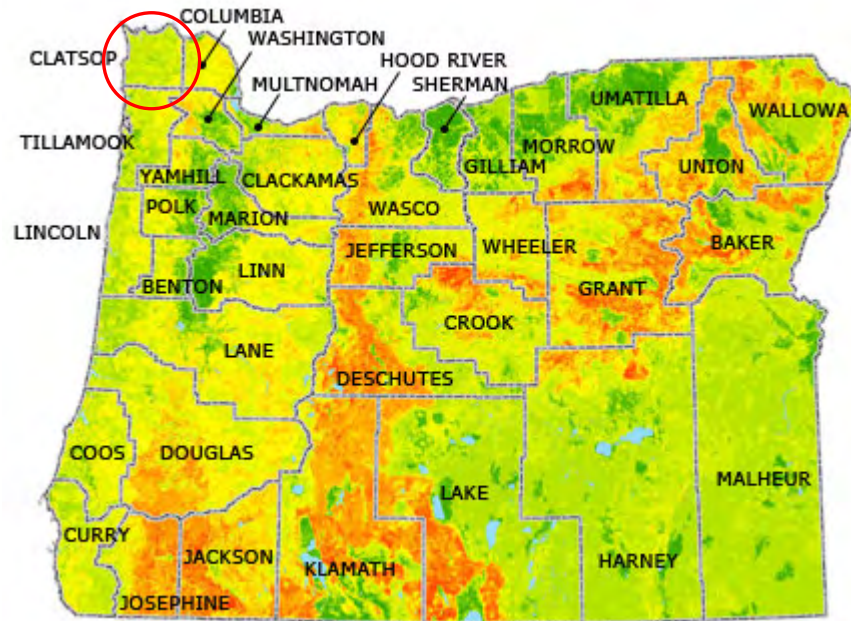 COLUMBIA
WASHINGTON
CLATSOP
HOOD RIVER
MULTNOMAH
SHERMAN
UMATILLA
WALLOWA
TILLAMOOK
MORROW
GILLIAM
UNION
YAMHILL
CLACKAMAS
POLK
WASCO
MARION
LINCOLN
JEFFERSON
WHEELER
BAKER
LINN
BENTON
GRANT
CROOK
LANE
DESCHUTES
COOS
DOUGLAS
MALHEUR
LAKE
CURRY
JACKSON
KLAMATH
HARNEY
JOSEPHINE